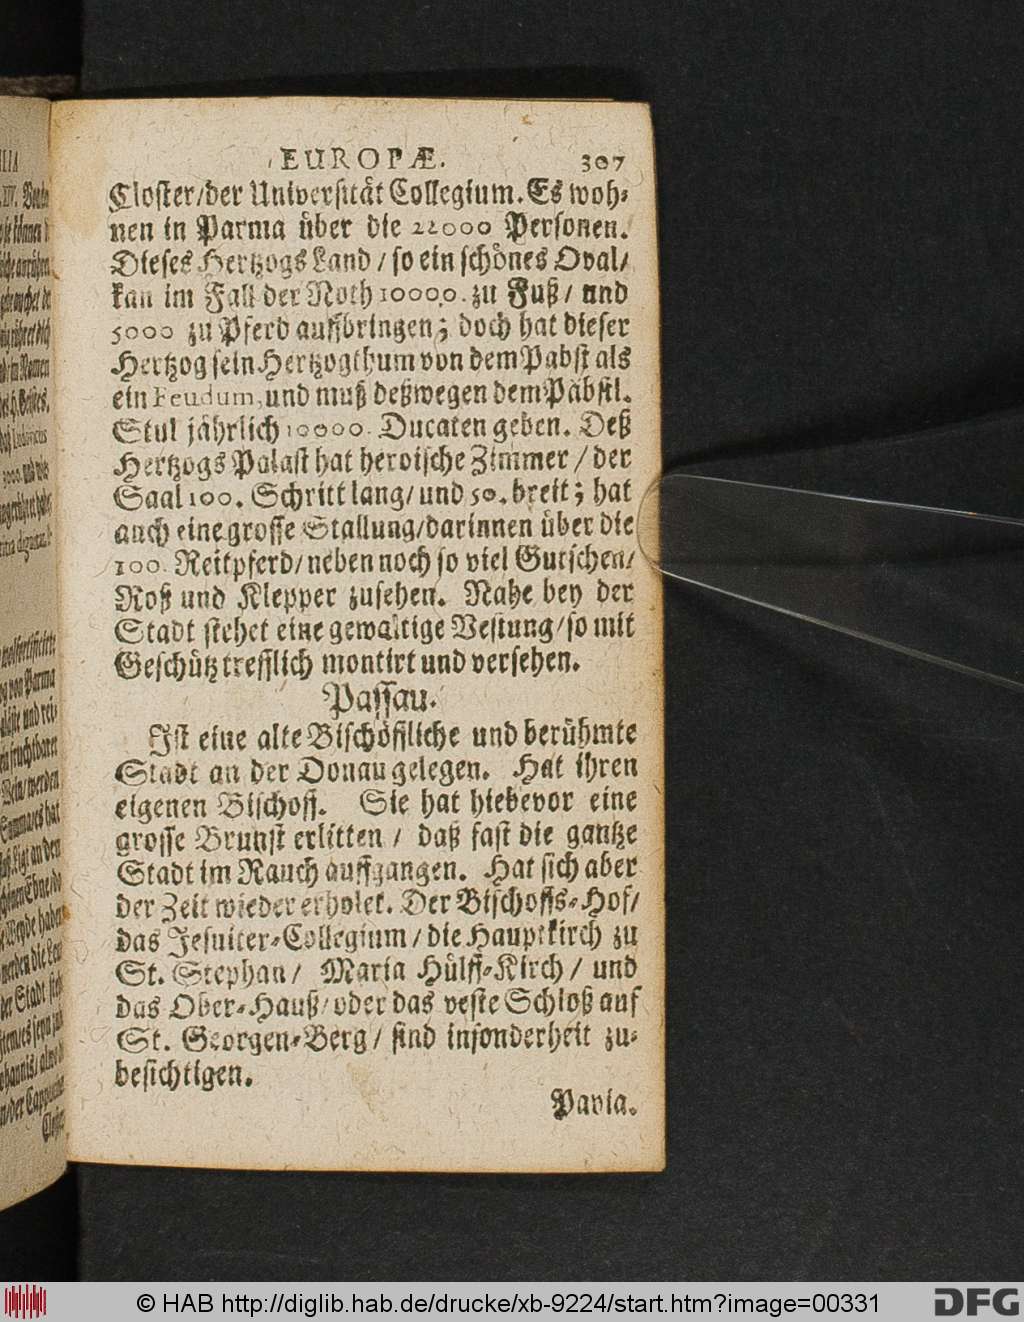 EUROPÆ. 307
Closter/der Universität Collegium. Es woh⸗
nen in Parma über die 22000 Personen.
Dieses Hertzogs Land / so ein schönes Oval/
kan im Fall der Noth 10000. zu Fuß/ und
5000 zu Pferd auffbringen; doch hat dieser
Hertzog sein Hertzogthum von dem Pabst als
ein Feudum, und muß deßwegen dem Päbstl.
Stul jährlich 10000. Ducaten geben. Deß
Hertzogs Palast hat heroische Zimmer / der
Saal 100. Schritt lang/ und 50. breit; hat
auch eine grosse Stallung/darinnen über die
100. Reitpferd/ neben noch so viel Gutschen/
Roß und Klepper zusehen. Nahe bey der
Stadt stehet eine gewaltige Vestung/so mit
Geschütz trefflich montirt und versehen.
Passau.
Ist eine alte Bischöffliche und berühmte
Stadt an der Donau gelegen. Hat ihren
eigenen Bischoff. Sie hat hiebevor eine
grosse Brunst erlitten / daß fast die gantze
Stadt im Rauch auffgangen. Hat sich aber
der Zeit wieder erholet. Der Bischoffs⸗Hof/
das Jesuiter⸗Collegium / die Hauptkirch zu
St. Stephan / Maria Hülff⸗Kirch / und
das Ober⸗Hauß/ oder das veste Schloß auf
St. Georgen⸗Berg / sind insonderheit zu⸗
besichtigen.
Pavia.
© HAB http://diglib.hab.de/drucke/xb-9224/start.htm?image=00331
DFG